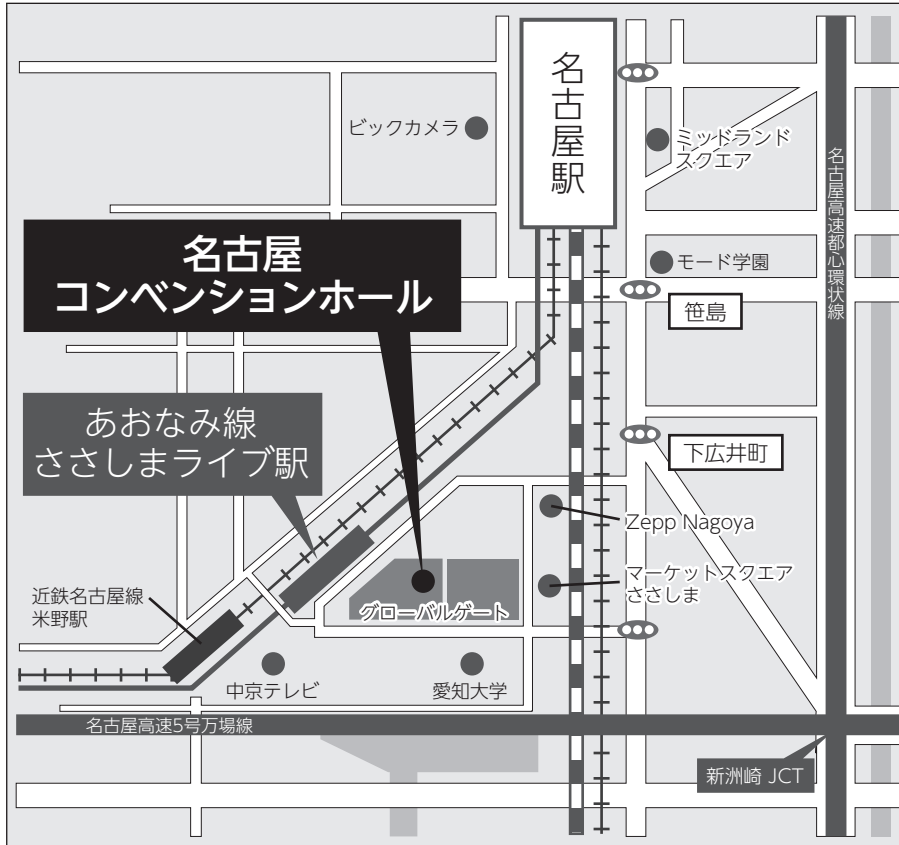 名古屋駅
ビックカメラ
ミッドランド
スクエア
名古屋高速都心環状線
名古屋
コンベンションホール
モード学園
笹島
あおなみ線
ささしまライブ駅
下広井町
Zepp Nagoya
マーケットスクエア
ささしま
近鉄名古屋線
米野駅
グローバルゲート
中京テレビ
愛知大学
名古屋高速5号万場線
新洲崎 JCT